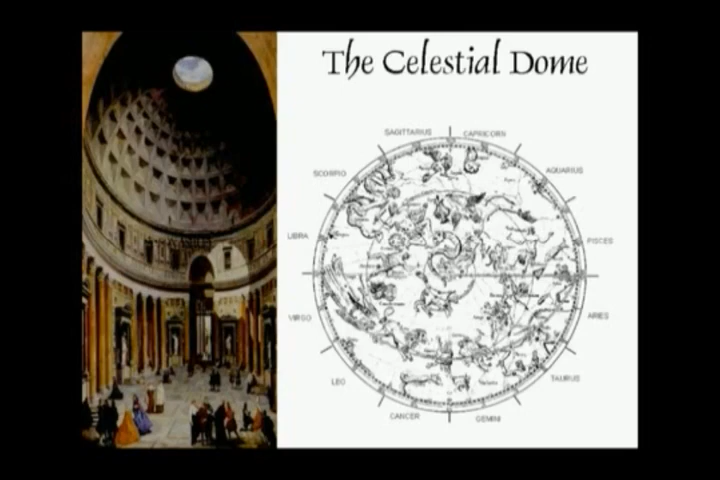 The Celestial Dome
SAGITTARIUS
CAPRICORN
SCORPIO
AQUARIUS
LIBRA
PISCES
VIRGO
ARIES
LEO
TAURUS
CANCER
GEMINI